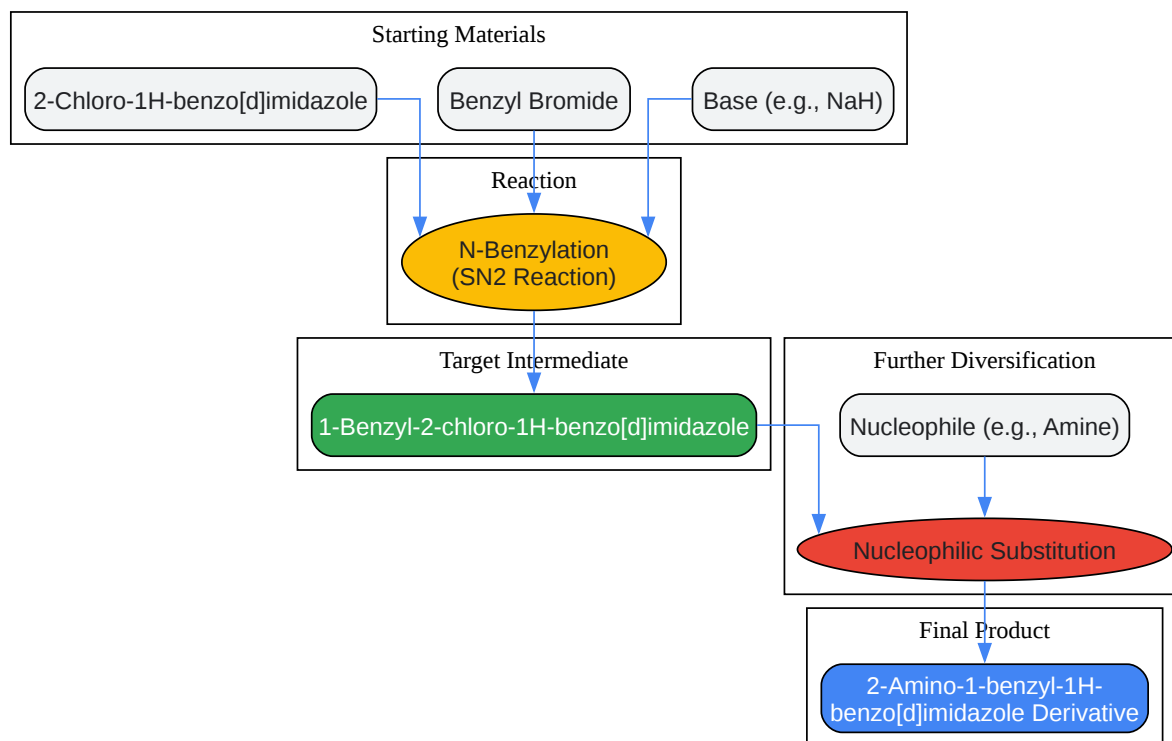 Starting Materials
2-Chloro-1H-benzo[d]imidazole
Benzyl Bromide
Base (e.g., NaH)
Reaction
N-Benzylation
(SN2 Reaction)
Target Intermediate
1-Benzyl-2-chloro-1H-benzo[d]imidazole
Further Diversification
Nucleophile (e.g., Amine)
Nucleophilic Substitution
Final Product
2-Amino-1-benzyl-1H-
benzo[d]imidazole Derivative